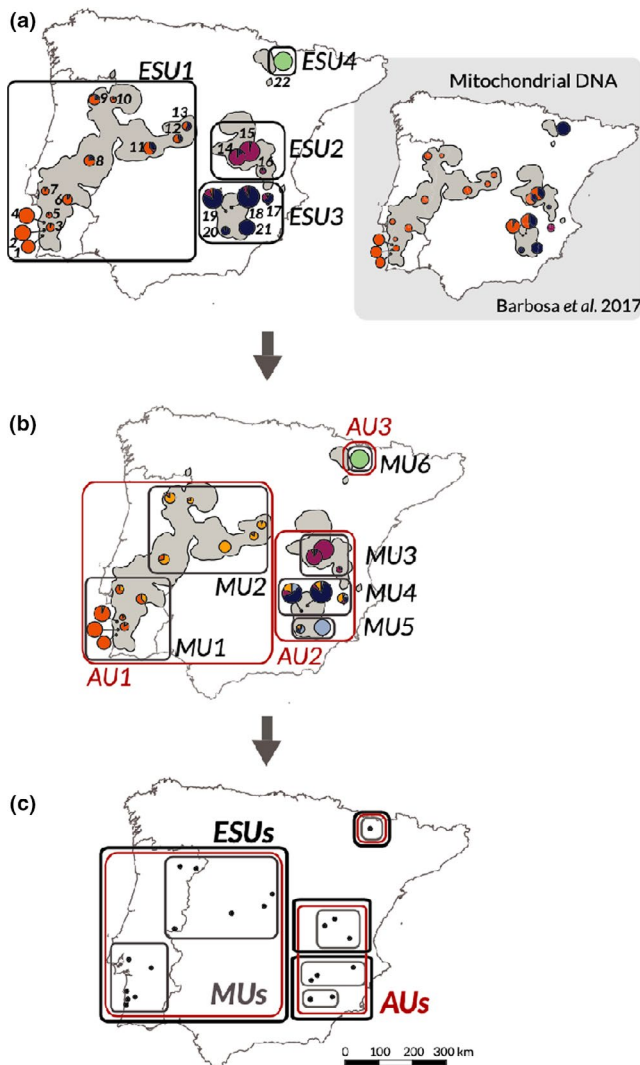 (a)
ESU1
ESU4
22
Mitochondrial DNA
9 10
13
12
11
15
14
ESU2
16
8
7
6
5
4
3
2
1
ESU3
19 18 17
20 21
Barbosa et al. 2017
(b)
AU3
MU6
MU2
MU3
MU4
MU5
MU1
AU1
AU2
(c)
ESUs
MUs
AUs
0 100 200 300 km